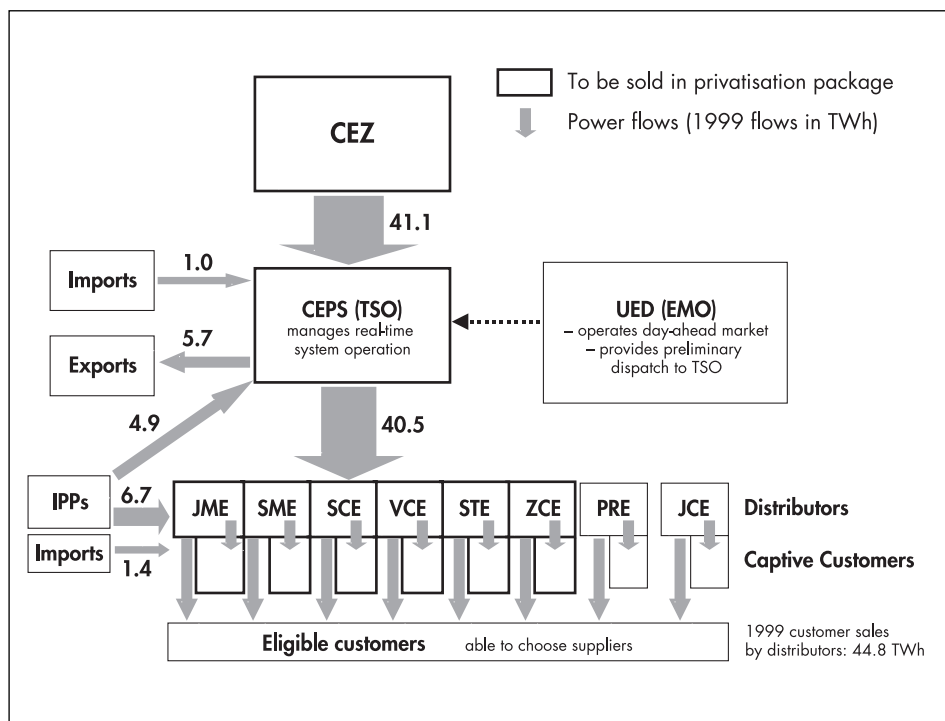 CEZ
To be sold in privatisation package
Power flows (1999 flows in TWh)
41.1
Imports
1.0
CEPS (TSO)
manages real-time
system operation
UED (EMO)
– operates day-ahead market
– provides preliminary
dispatch to TSO
Exports
5.7
4.9
40.5
IPPs
6.7
JME
SME
SCE
VCE
STE
ZCE
PRE
JCE
Distributors
Imports
1.4
Captive Customers
Eligible customers able to choose suppliers
1999 customer sales
by distributors: 44.8 TWh